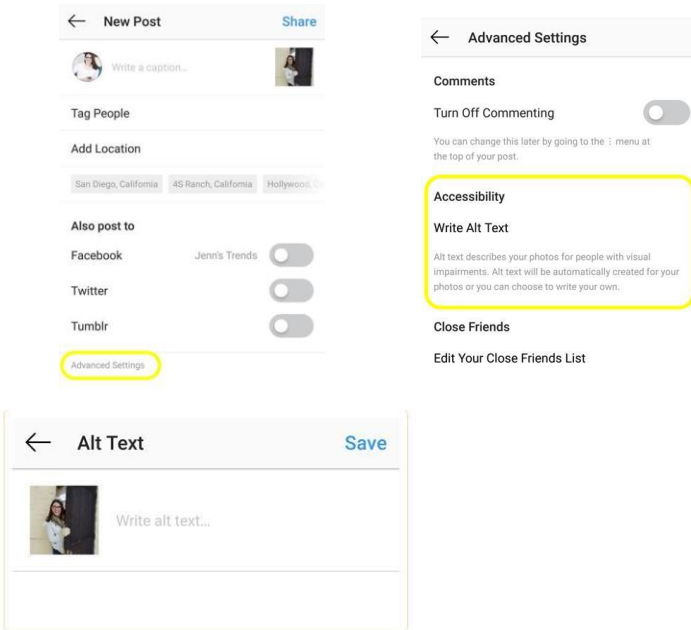 New Post Share
Write a caption...
Tag People
Add Location
San Diego, California 4S Ranch, California Hollywood,
Also post to
Facebook Jenn's Trends
Twitter
Tumblr
Advanced Settings
Advanced Settings
Comments
Turn Off Commenting
You can change this later by going to the ⋮ menu at
the top of your post.
Accessibility
Write Alt Text
Alt text describes your photos for people with visual
impairments. Alt text will be automatically created for your
photos or you can choose to write your own.
Close Friends
Edit Your Close Friends List
Alt Text Save
Write alt text...